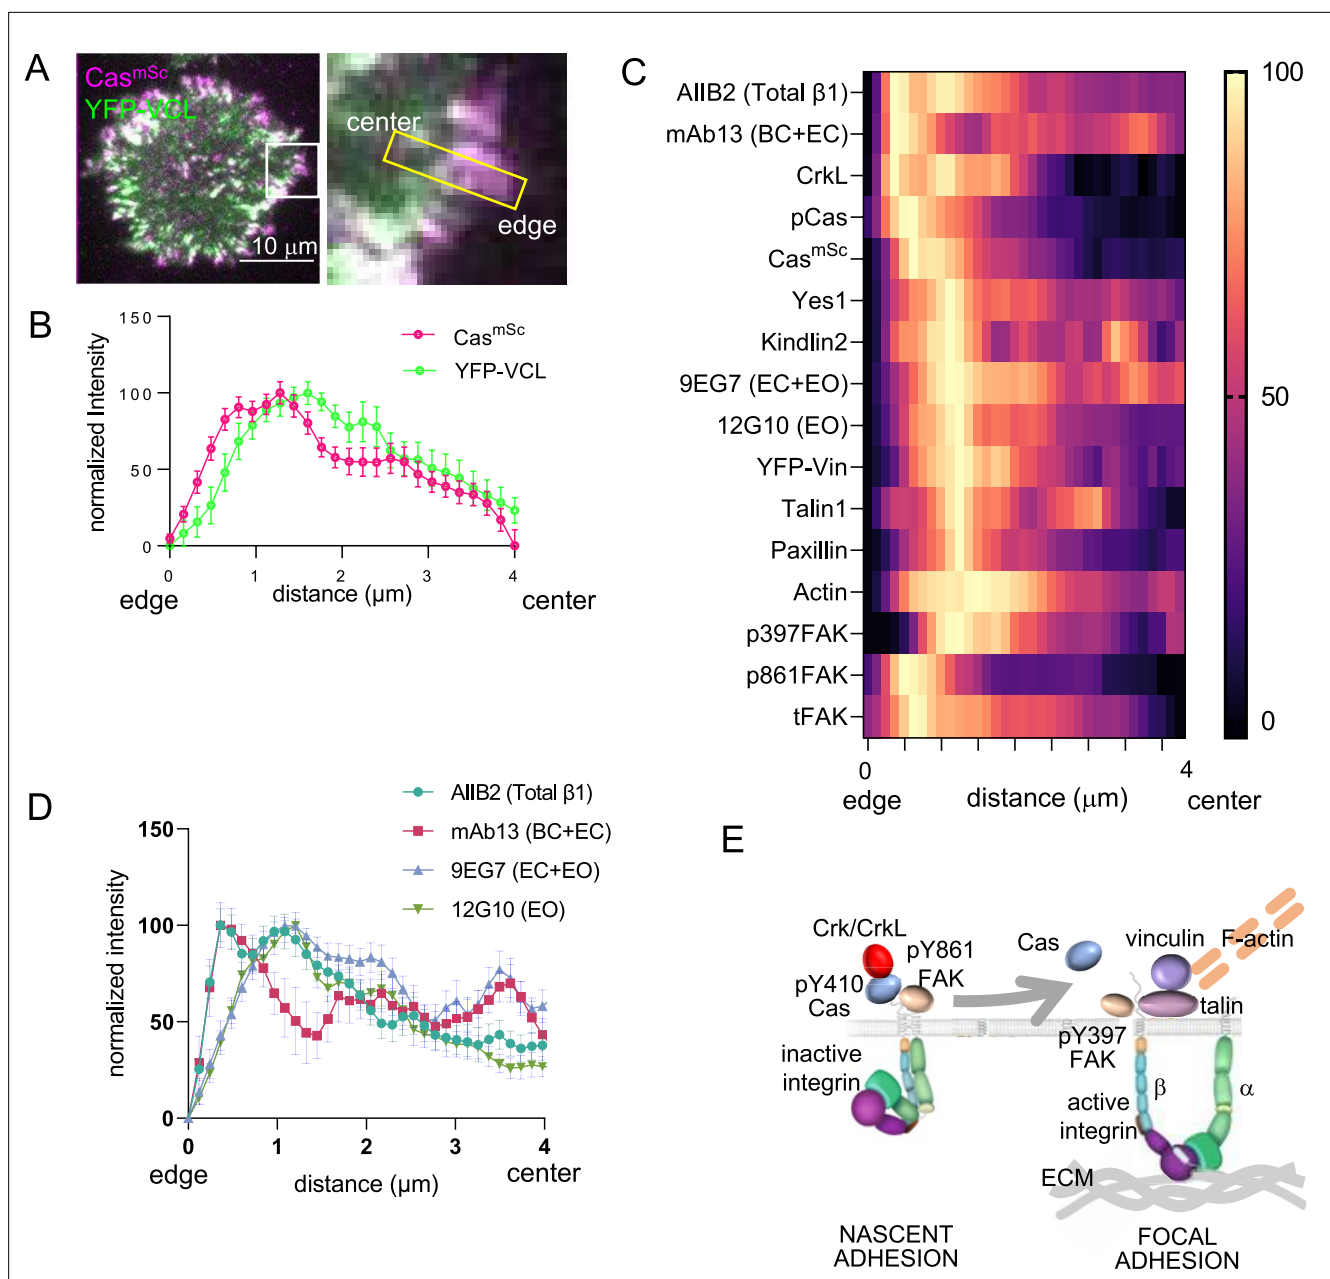 A
Cas^mSc
YFP-VCL
10 μm
center
edge
B
normalized Intensity
150
100
50
0
Cas^mSc
YFP-VCL
0 1 2 3 4
edge distance (μm) center
C
AIIB2 (Total β1)
mAb13 (BC+EC)
CrkL
pCas
Cas^mSc
Yes1
Kindlin2
9EG7 (EC+EO)
12G10 (EO)
YFP-Vin
Talin1
Paxillin
Actin
p397FAK
p861FAK
tFAK
0 4
edge distance (μm) center
100
50
0
D
normalized intensity
150
100
50
0
AIIB2 (Total β1)
mAb13 (BC+EC)
9EG7 (EC+EO)
12G10 (EO)
0 1 2 3 4
edge distance (μm) center
E
Crk/CrkL
pY861
FAK
pY410
Cas
inactive
integrin
Cas
vinculin
F-actin
talin
pY397
FAK
β
α
active
integrin
ECM
NASCENT
ADHESION
FOCAL
ADHESION